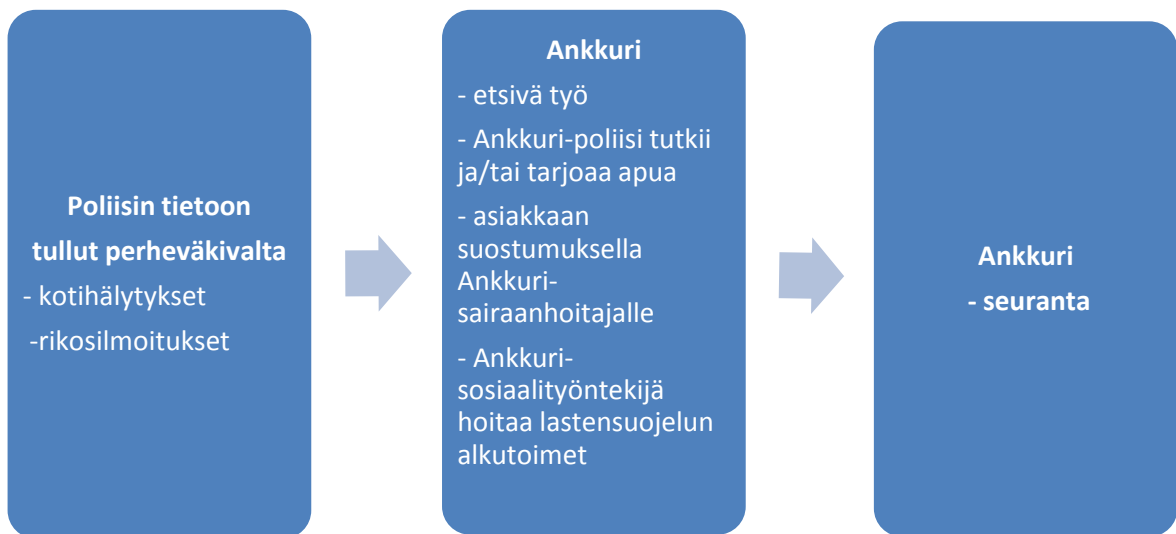 Poliisin tietoon
tullut perheväkivalta
- kotihälytykset
-rikosilmoitukset
Ankkuri
- etsivä työ
- Ankkuri-poliisi tutkii
ja/tai tarjoaa apua
- asiakkaan
suostumuksella
Ankkuri-
sairaanhoitajalle
- Ankkuri-
sosiaalityöntekijä
hoitaa lastensuojelun
alkutoimet
Ankkuri
- seuranta